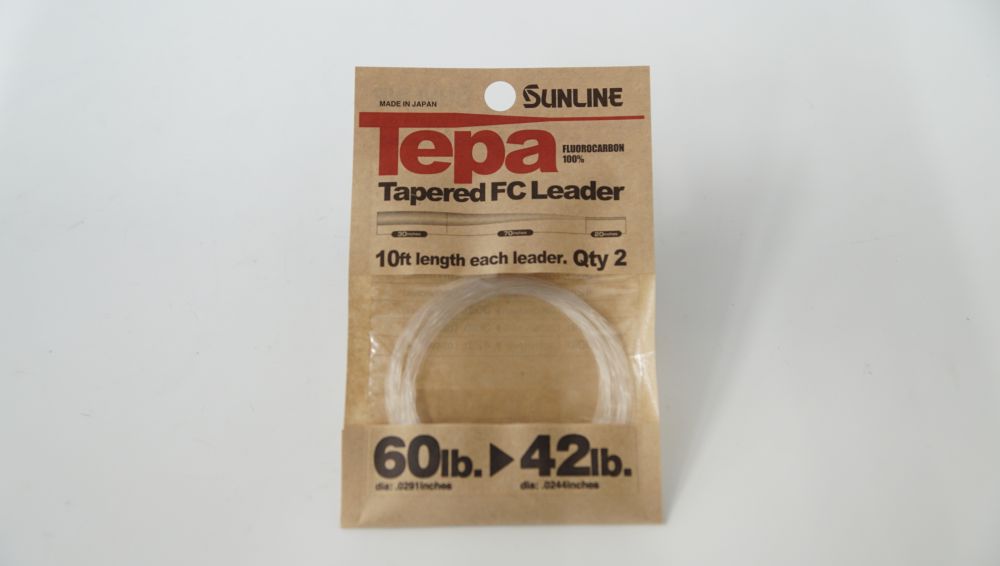 MADE IN JAPAN
SUNLINE
Tepa
FLUOROCARBON
100%
Tapered FC Leader
30inches 70inches 20inches
10ft length each leader. Qty 2
60lb. ▶ 42lb.
dia: .0291inches dia: .0244inches